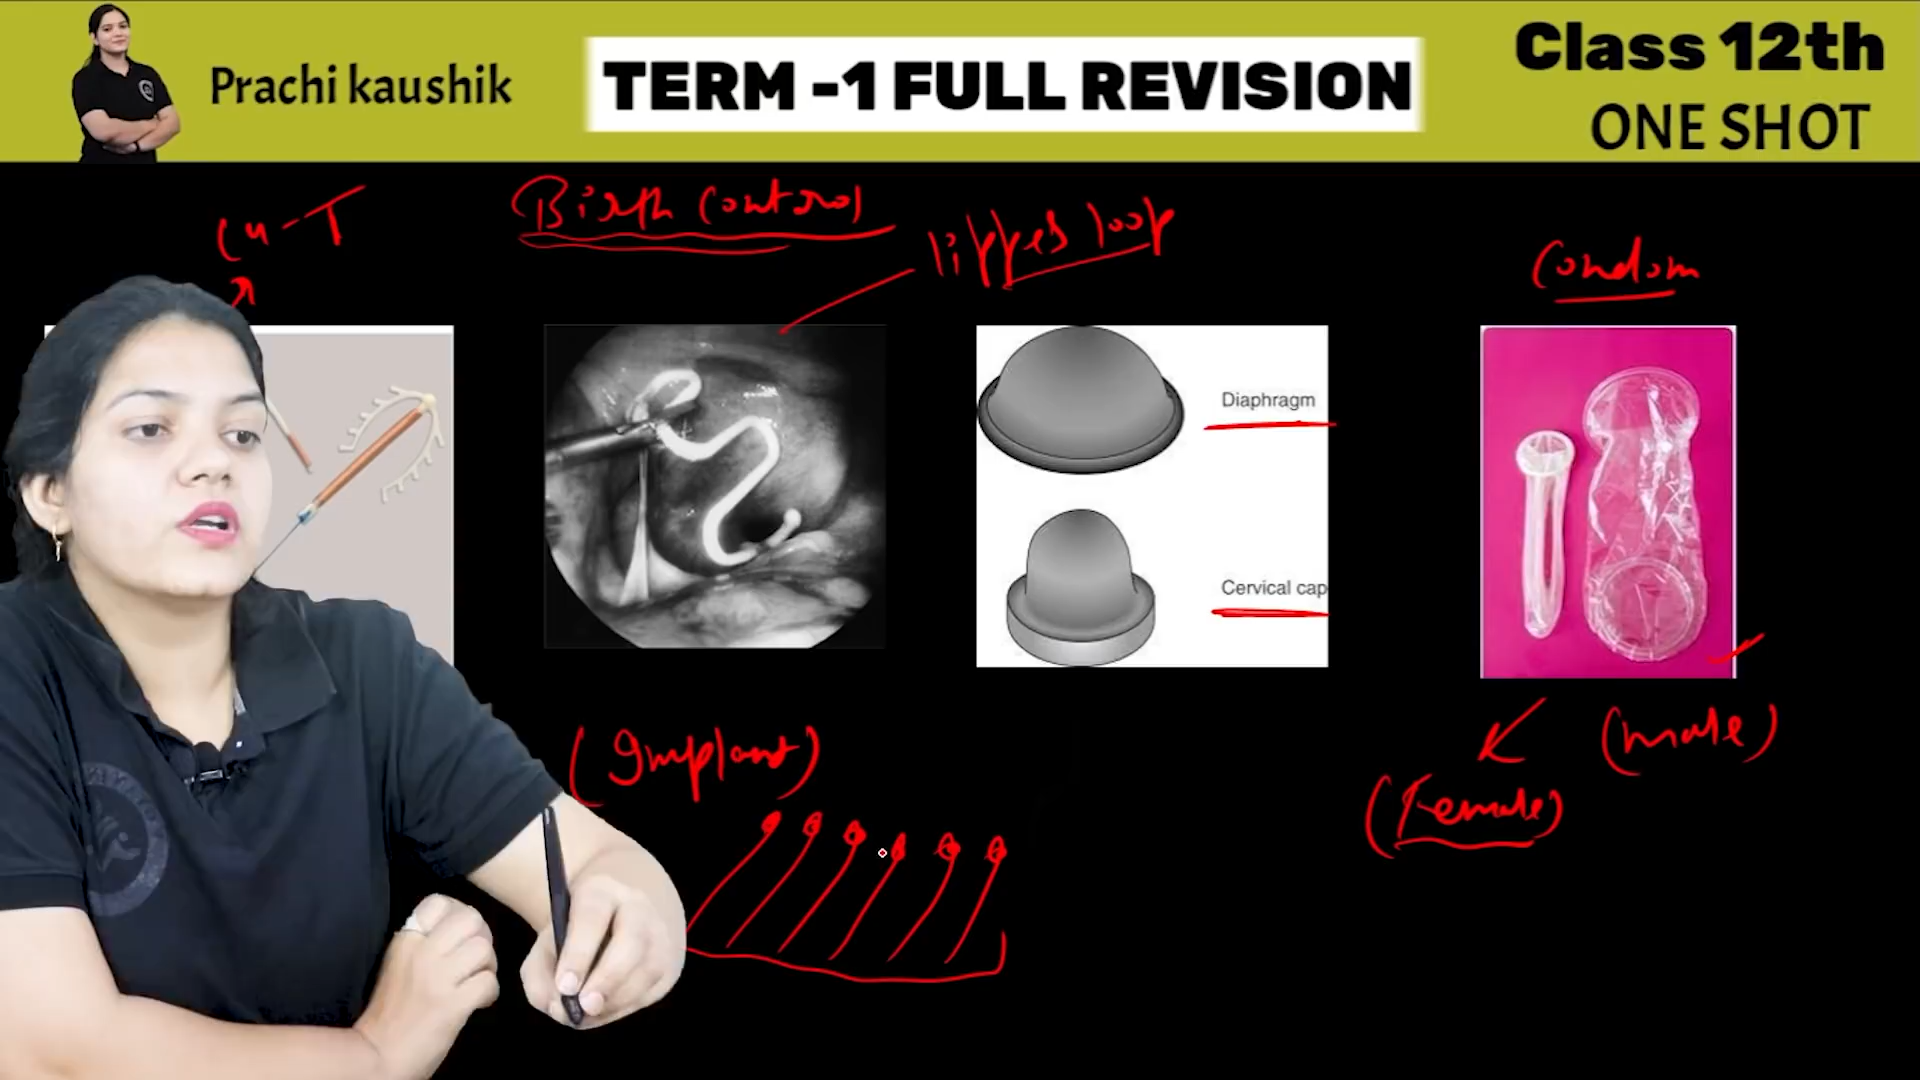 Prachi kaushik
TERM -1 FULL REVISION
Class 12th
ONE SHOT
Cu-T
Birth Control
lippes loop
Condom
Diaphragm
Cervical cap
(Implant)
(male)
(Female)